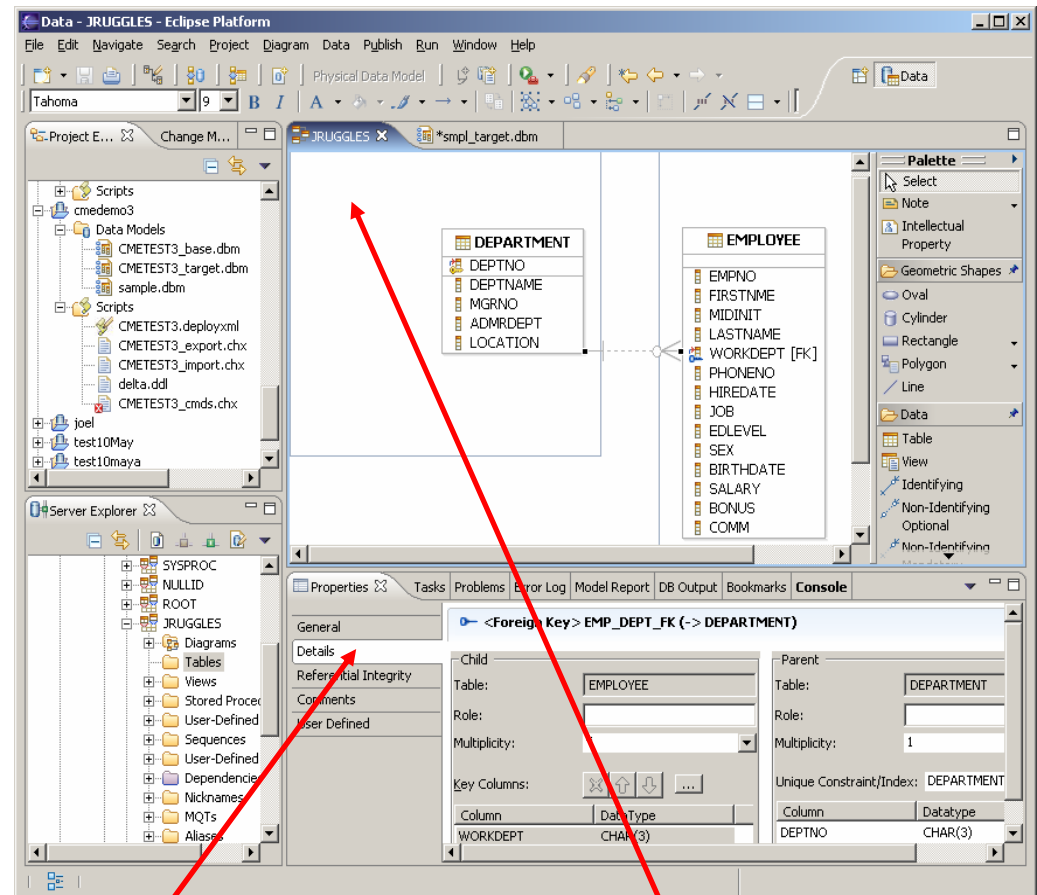 Data - JRUGGLES - Eclipse Platform
File Edit Navigate Search Project Diagram Data Publish Run Window Help
Physical Data Model
Data
Tahoma 9 B I A
Project E... Change M...
Scripts
cmedemo3
Data Models
CMETEST3_base.dbm
CMETEST3_target.dbm
sample.dbm
Scripts
CMETEST3.deployxml
CMETEST3_export.chx
CMETEST3_import.chx
delta.ddl
CMETEST3_cmds.chx
joel
test10May
test10maya
Server Explorer
SYSPROC
NULLID
ROOT
JRUGGLES
Diagrams
Tables
Views
Stored Proced
User-Defined
Sequences
User-Defined
Dependencie
Nicknames
MQTs
Aliases
JRUGGLES *smpl_target.dbm
DEPARTMENT
DEPTNO
DEPTNAME
MGRNO
ADMRDEPT
LOCATION
EMPLOYEE
EMPNO
FIRSTNME
MIDINIT
LASTNAME
WORKDEPT [FK]
PHONENO
HIREDATE
JOB
EDLEVEL
SEX
BIRTHDATE
SALARY
BONUS
COMM
Palette
Select
Note
Intellectual
Property
Geometric Shapes
Oval
Cylinder
Rectangle
Polygon
Line
Data
Table
View
Identifying
Non-Identifying
Optional
Non-Identifying
Properties Tasks Problems Error Log Model Report DB Output Bookmarks Console
General
Details
Referential Integrity
Comments
User Defined
<Foreign Key> EMP_DEPT_FK (-> DEPARTMENT)
Child
Table: EMPLOYEE
Role:
Multiplicity:
Key Columns: ...
Column DataType
WORKDEPT CHAR(3)
Parent
Table: DEPARTMENT
Role:
Multiplicity: 1
Unique Constraint/Index: DEPARTMENT
Column Datatype
DEPTNO CHAR(3)